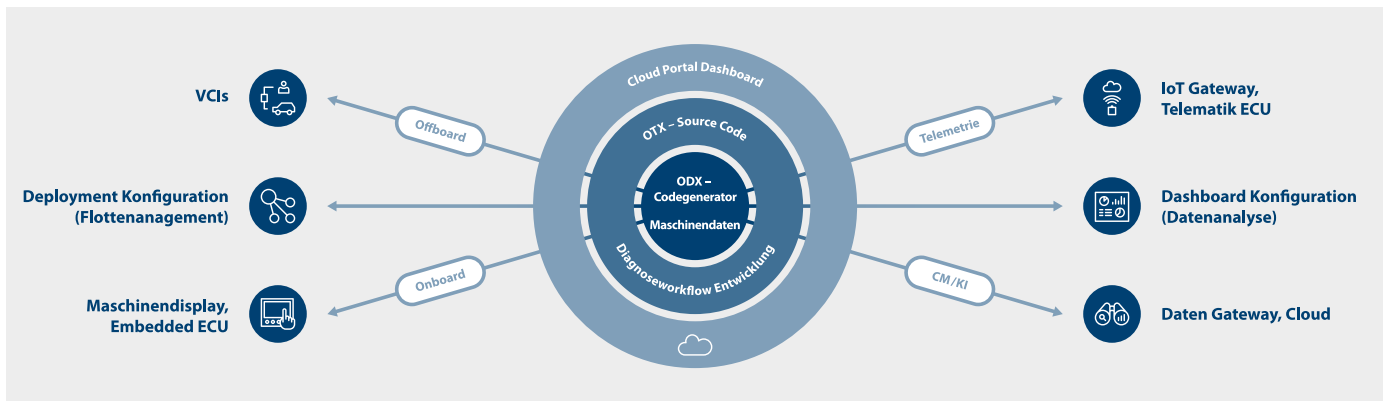 VCIs
Offboard
Deployment Konfiguration
(Flottenanagement)
Onboard
Maschinendisplay,
Embedded ECU
Cloud Portal Dashboard
OTX – Source Code
ODX –
Codegenerator
Maschinendaten
Diagnoseworkflow Entwicklung
Telemetrie
IoT Gateway,
Telematik ECU
Dashboard Konfiguration
(Datenanalyse)
CM/KI
Daten Gateway, Cloud